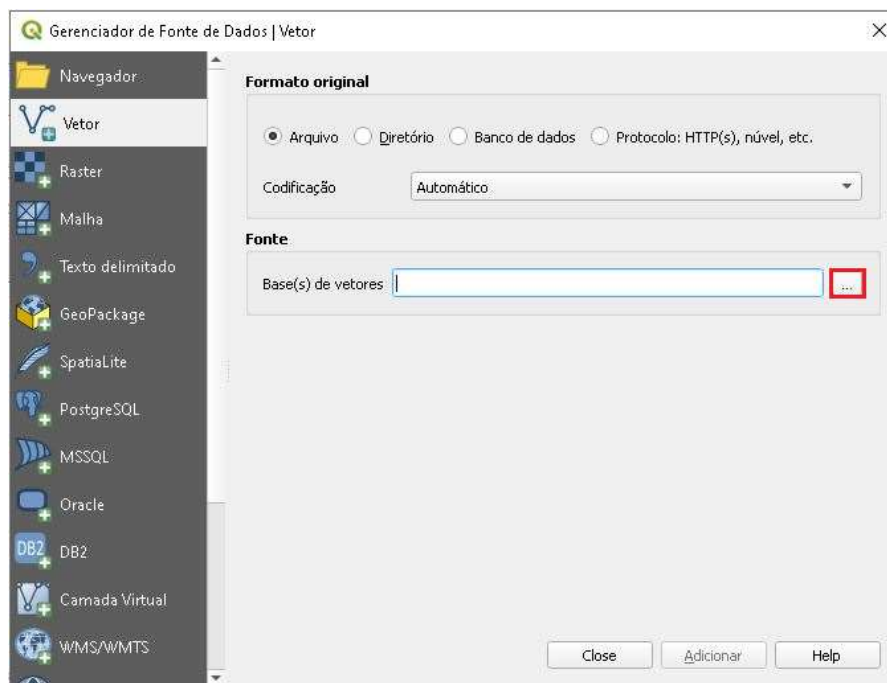 Gerenciador de Fonte de Dados | Vetor
Navegador
Vetor
Raster
Malha
Texto delimitado
GeoPackage
SpatiaLite
PostgreSQL
MSSQL
Oracle
DB2 DB2
Camada Virtual
WMS/WMTS
Formato original
Arquivo Diretório Banco de dados Protocolo: HTTP(s), núvel, etc.
Codificação Automático
Fonte
Base(s) de vetores ...
Close Adicionar Help